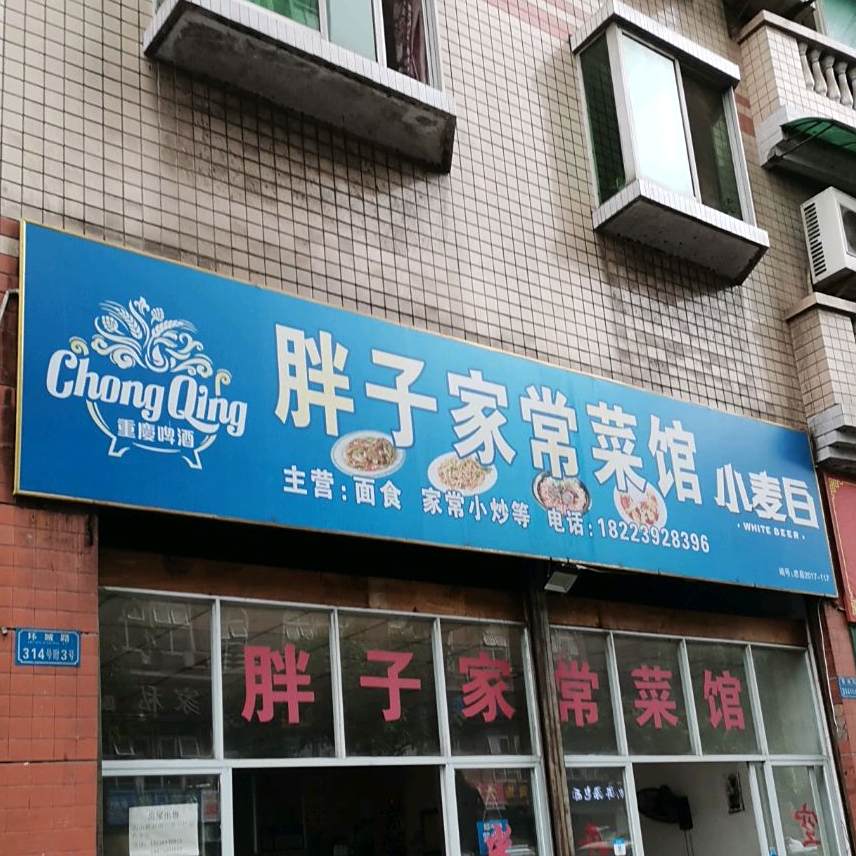 Chong Qing
重慶啤酒
胖子家常菜馆
小麦白
·WHITE BEER·
主营:面食 家常小炒等 电话:18223928396
环城路
314号附3号
胖子家常菜馆
空